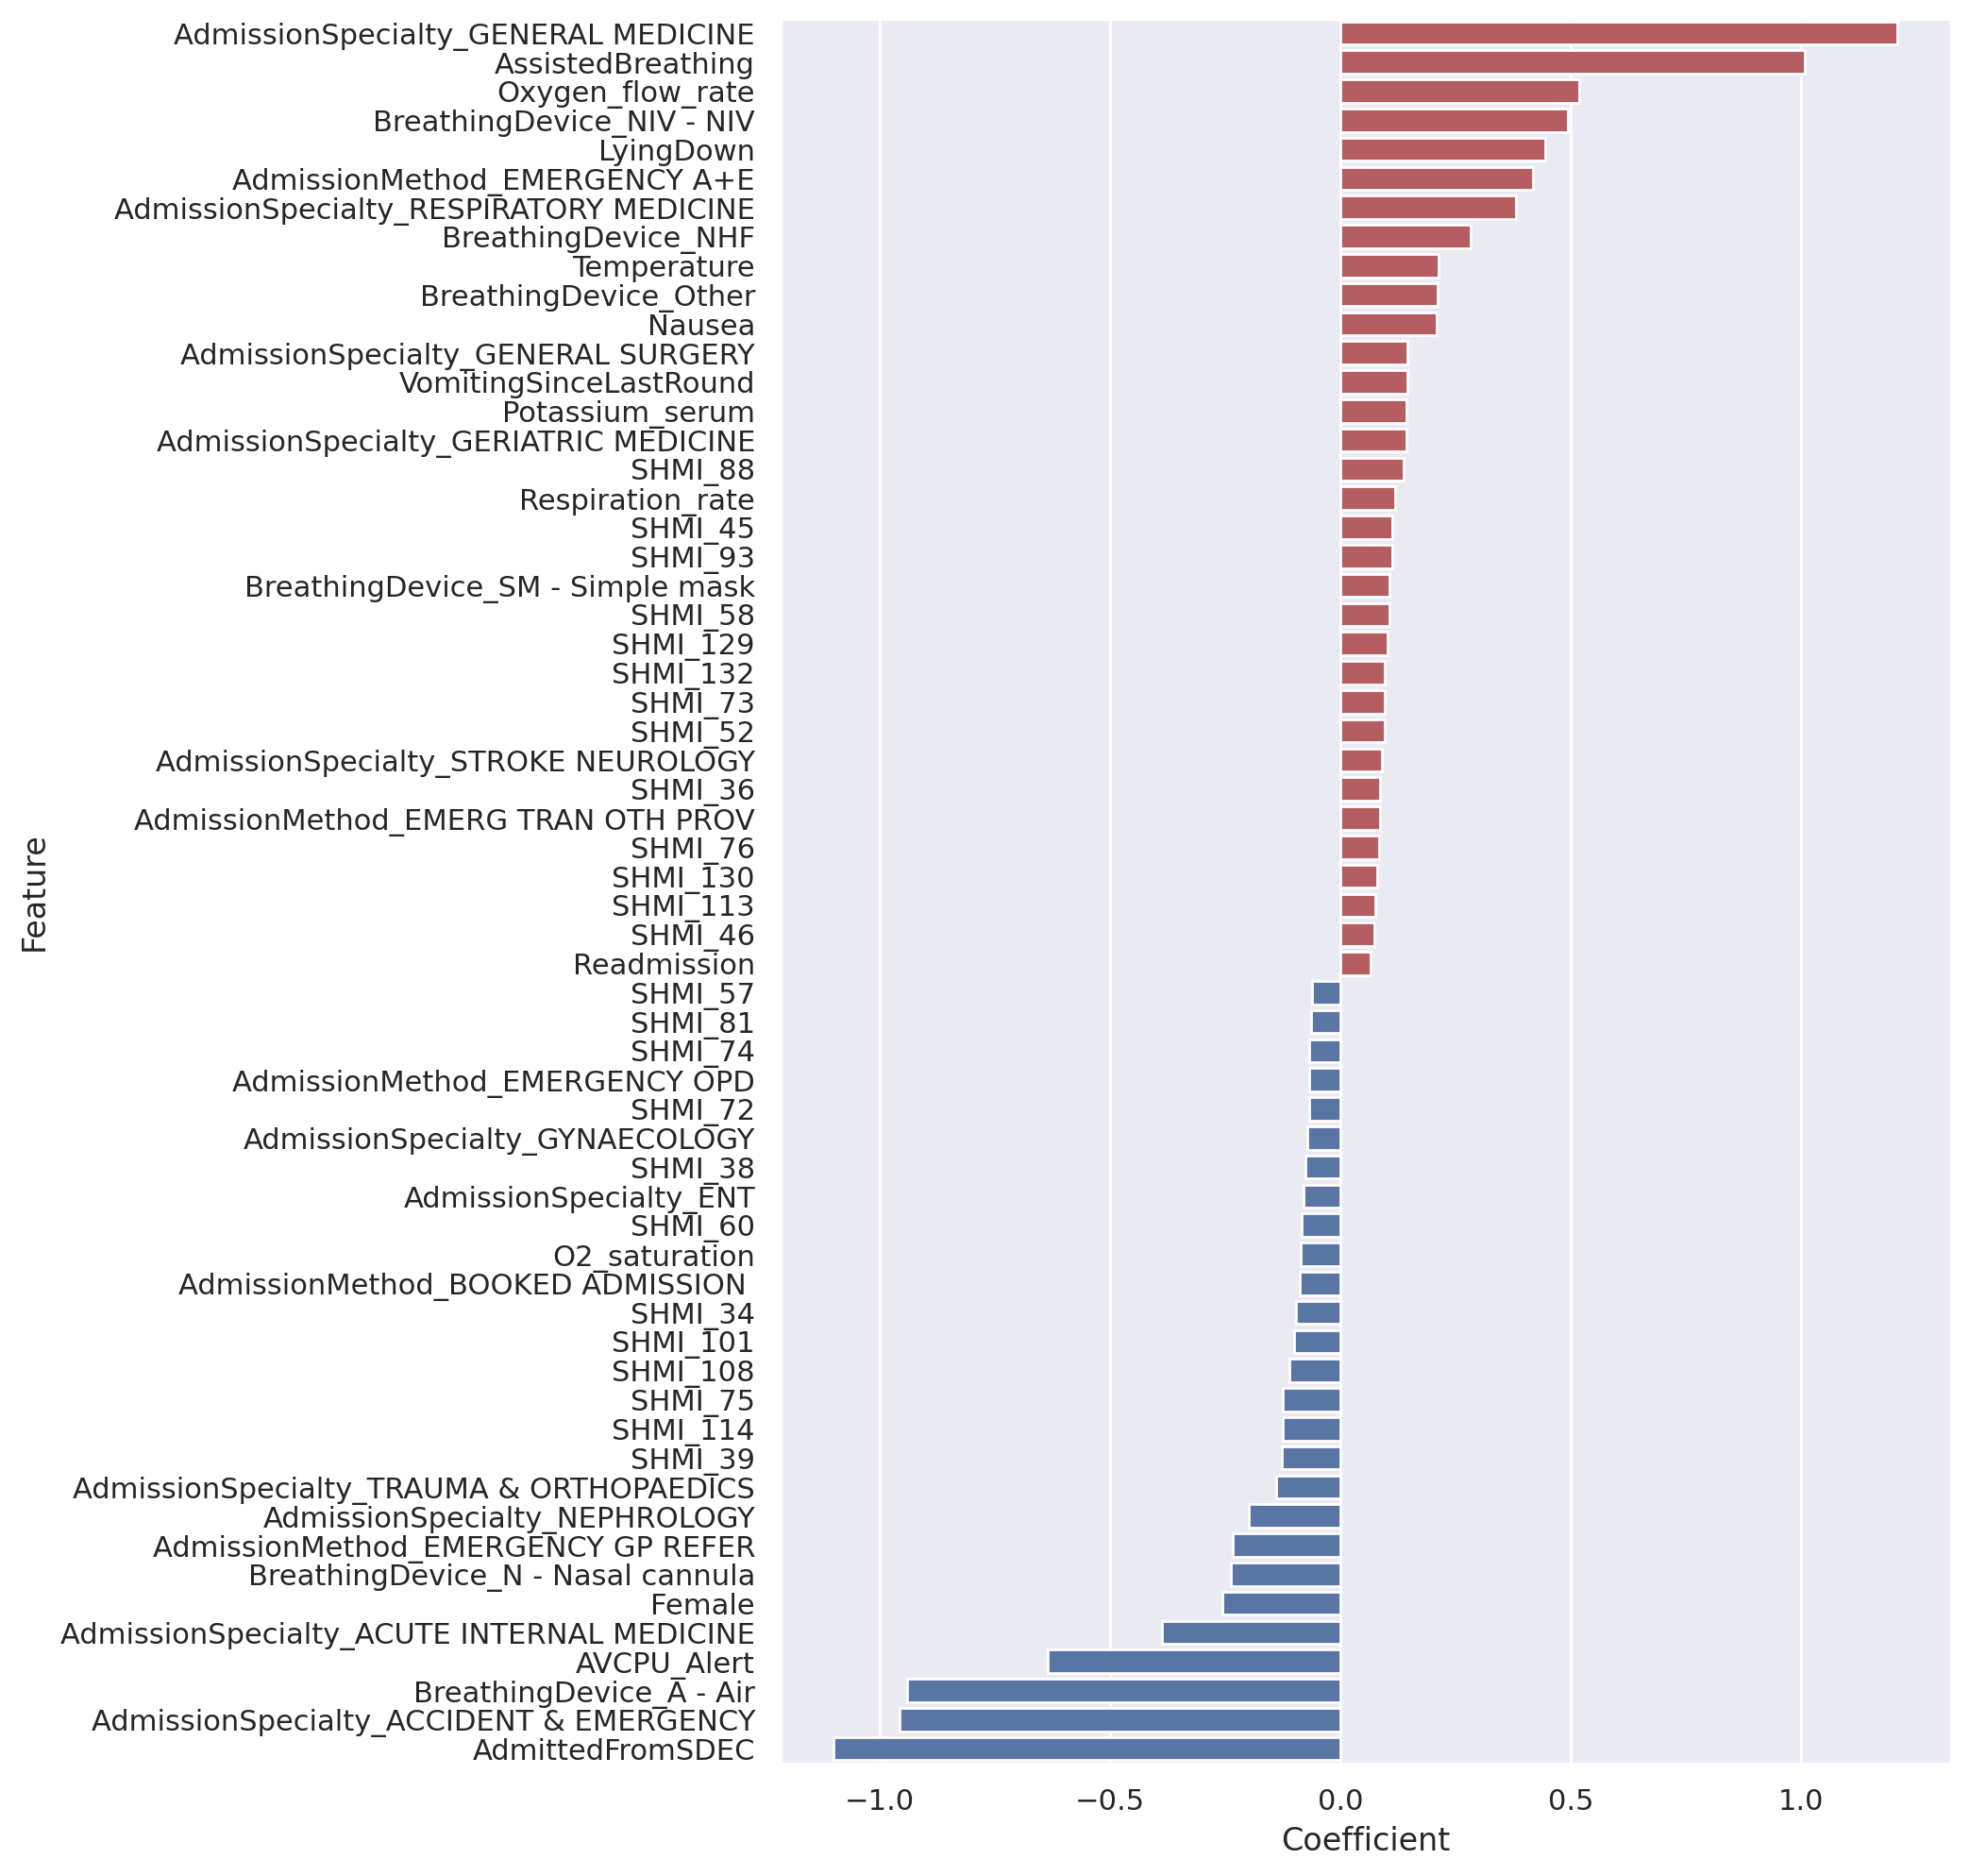 AdmissionSpecialty_GENERAL MEDICINE
AssistedBreathing
Oxygen_flow_rate
BreathingDevice_NIV - NIV
LyingDown
AdmissionMethod_EMERGENCY A+E
AdmissionSpecialty_RESPIRATORY MEDICINE
BreathingDevice_NHF
Temperature
BreathingDevice_Other
Nausea
AdmissionSpecialty_GENERAL SURGERY
VomitingSinceLastRound
Potassium_serum
AdmissionSpecialty_GERIATRIC MEDICINE
SHMI_88
Respiration_rate
SHMI_45
SHMI_93
BreathingDevice_SM - Simple mask
SHMI_58
SHMI_129
SHMI_132
SHMI_73
SHMI_52
AdmissionSpecialty_STROKE NEUROLOGY
SHMI_36
AdmissionMethod_EMERG TRAN OTH PROV
SHMI_76
SHMI_130
SHMI_113
SHMI_46
Readmission
SHMI_57
SHMI_81
SHMI_74
AdmissionMethod_EMERGENCY OPD
SHMI_72
AdmissionSpecialty_GYNAECOLOGY
SHMI_38
AdmissionSpecialty_ENT
SHMI_60
O2_saturation
AdmissionMethod_BOOKED ADMISSION
SHMI_34
SHMI_101
SHMI_108
SHMI_75
SHMI_114
SHMI_39
AdmissionSpecialty_TRAUMA & ORTHOPAEDICS
AdmissionSpecialty_NEPHROLOGY
AdmissionMethod_EMERGENCY GP REFER
BreathingDevice_N - Nasal cannula
Female
AdmissionSpecialty_ACUTE INTERNAL MEDICINE
AVCPU_Alert
BreathingDevice_A - Air
AdmissionSpecialty_ACCIDENT & EMERGENCY
AdmittedFromSDEC
Feature
−1.0 −0.5 0.0 0.5 1.0
Coefficient